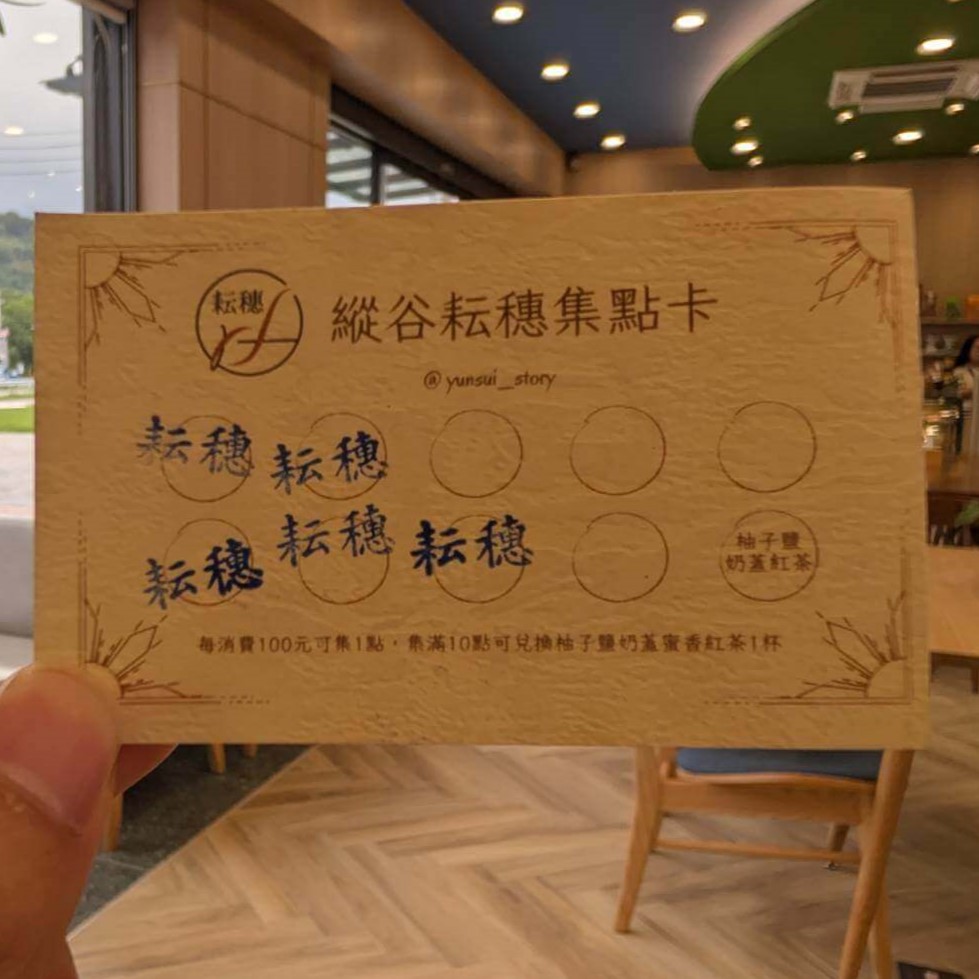 耘穗
縱谷耘穗集點卡
@yunsui_story
耘穗 耘穗
耘穗 耘穗 耘穗
柚子鹽
奶蓋紅茶
每消費100元可集1點，集滿10點可兌換柚子鹽奶蓋蜜香紅茶1杯